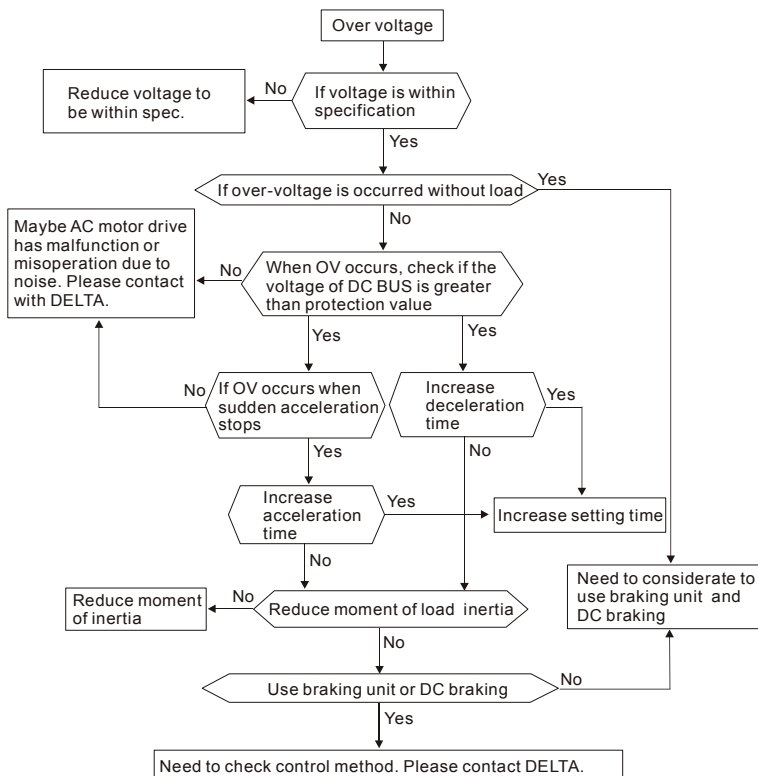 Over voltage
Reduce voltage to
be within spec.
No
If voltage is within
specification
Yes
If over-voltage is occurred without load
Yes
No
Maybe AC motor drive
has malfunction or
misoperation due to
noise. Please contact
with DELTA.
No
When OV occurs, check if the
voltage of DC BUS is greater
than protection value
Yes
Yes
No
If OV occurs when
sudden acceleration
stops
Increase
deceleration
time
Yes
Yes
No
Increase
acceleration
time
Yes
Increase setting time
No
Reduce moment
of inertia
No
Reduce moment of load inertia
Need to considerate to
use braking unit and
DC braking
No
Use braking unit or DC braking
No
Yes
Need to check control method. Please contact DELTA.